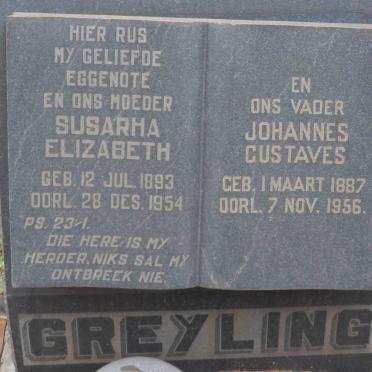 HIER RUS
MY GELIEFDE
EGGENOTE
EN ONS MOEDER
SUSARHA
ELIZABETH
GEB. 12 JUL. 1893
OORL. 28 DES. 1954
PS. 23-1.
DIE HERE IS MY
HERDER, NIKS SAL MY
ONTBREEK NIE.
EN
ONS VADER
JOHANNES
GUSTAVES
GEB. 1 MAART 1887
OORL. 7 NOV. 1956.
GREYLING